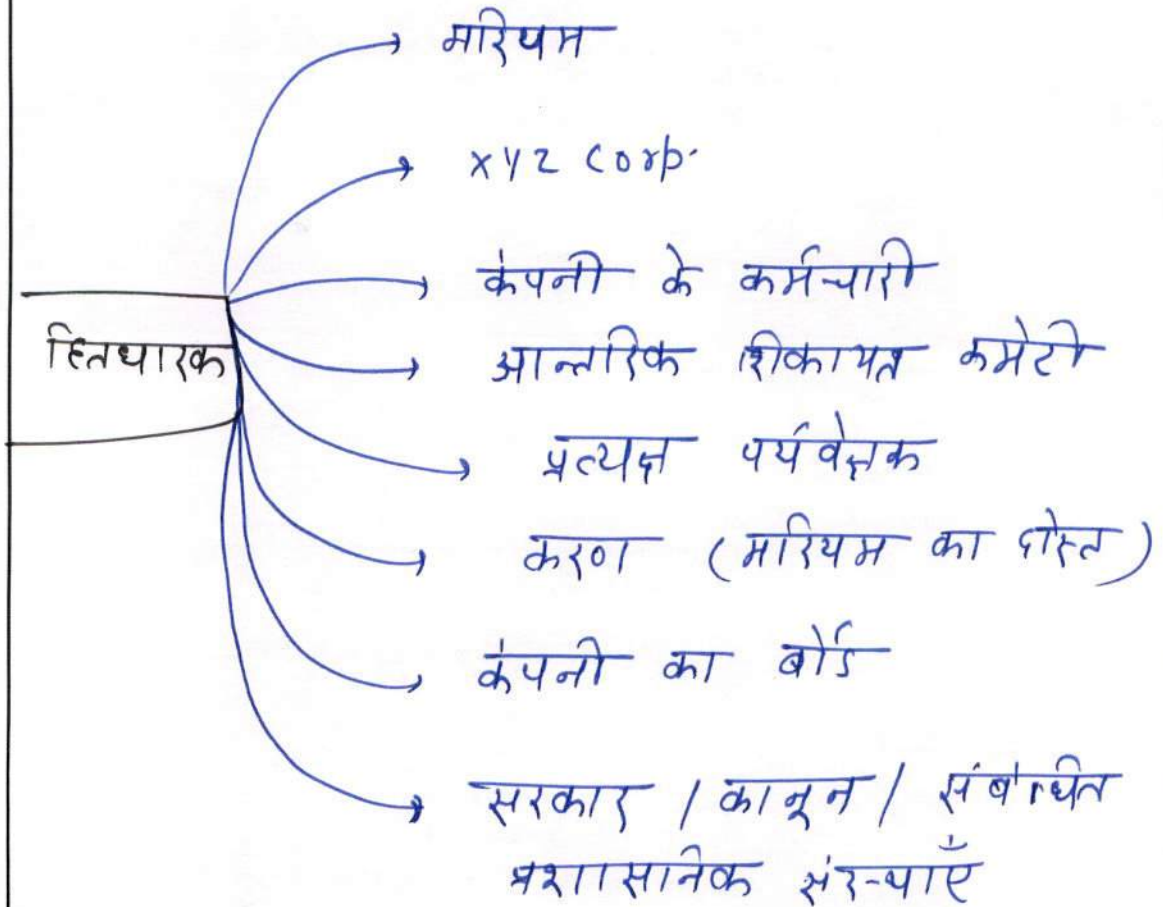 मरियम
XYZ Corp.
कंपनी के कर्मचारी
हितधारक
आन्तरिक शिकायत कमेटी
प्रत्यक्ष पर्यवेक्षक
करण (मरियम का दोस्त)
कंपनी का बोर्ड
सरकार / कानून / संबंधित
प्रशासनिक संस्थाएँ